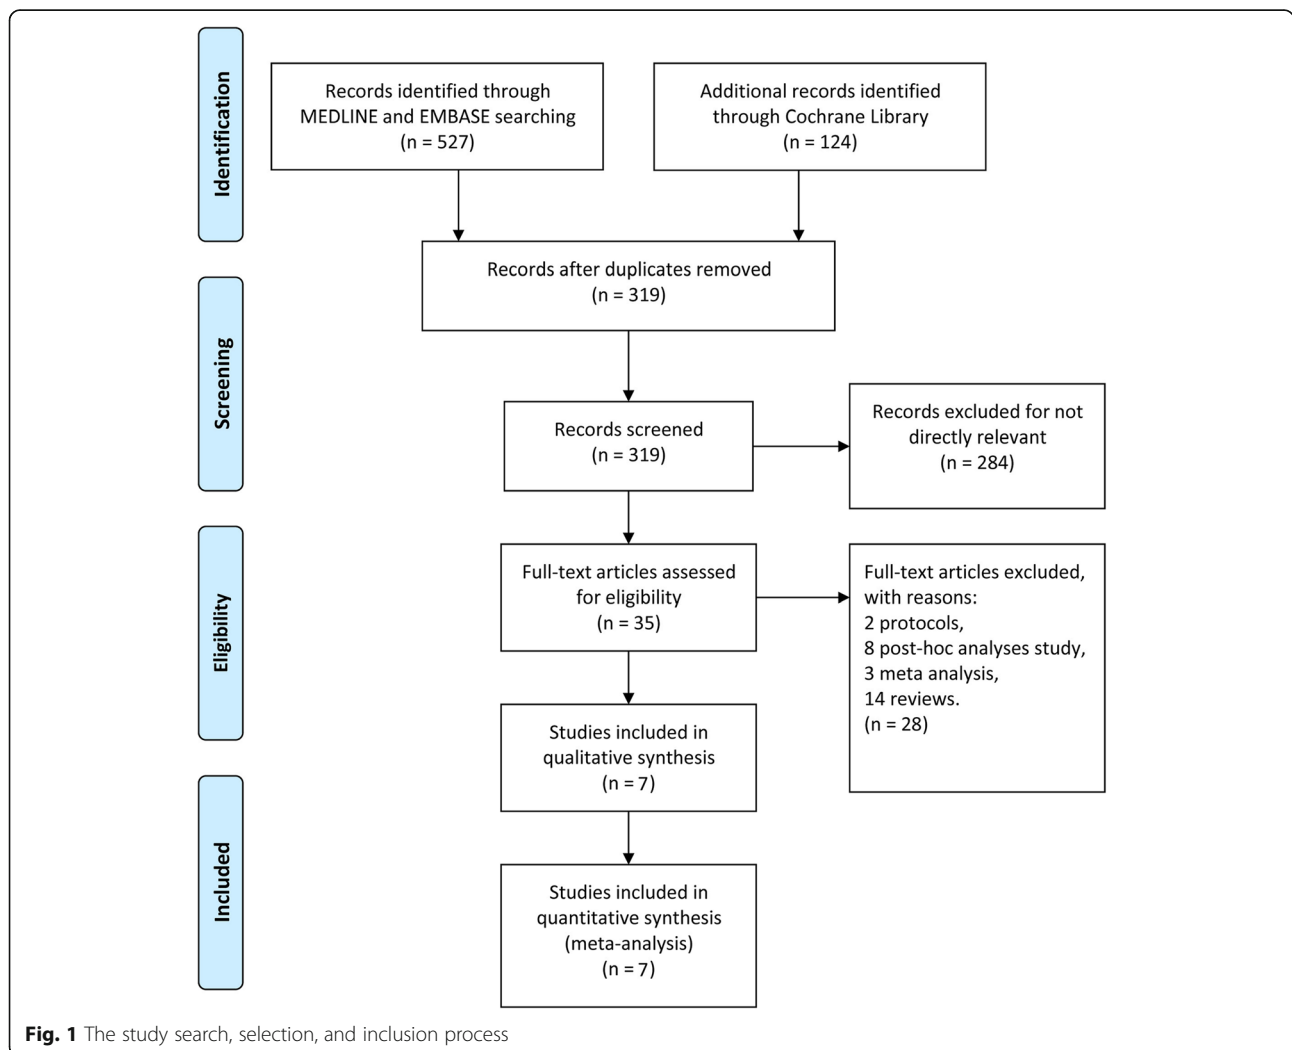 Identification
Records identified through
MEDLINE and EMBASE searching
(n = 527)
Additional records identified
through Cochrane Library
(n = 124)
Records after duplicates removed
(n = 319)
Screening
Records screened
(n = 319)
Records excluded for not
directly relevant
(n = 284)
Eligibility
Full-text articles assessed
for eligibility
(n = 35)
Full-text articles excluded,
with reasons:
2 protocols,
8 post-hoc analyses study,
3 meta analysis,
14 reviews.
(n = 28)
Studies included in
qualitative synthesis
(n = 7)
Included
Studies included in
quantitative synthesis
(meta-analysis)
(n = 7)
Fig. 1 The study search, selection, and inclusion process